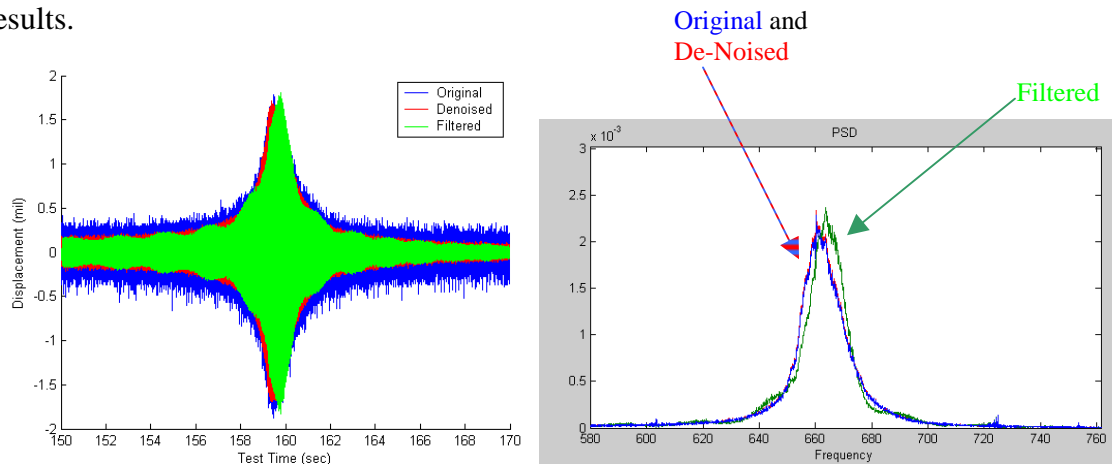 esults.
Original and
De-Noised
Filtered
2
1.5
1
0.5
0
-0.5
-1
-1.5
-2
Displacement (mil)
Original
Denoised
Filtered
150 152 154 156 158 160 162 164 166 168 170
Test Time (sec)
x 10^-3
PSD
3
2.5
2
1.5
1
0.5
0
580 600 620 640 660 680 700 720 740 760
Frequency